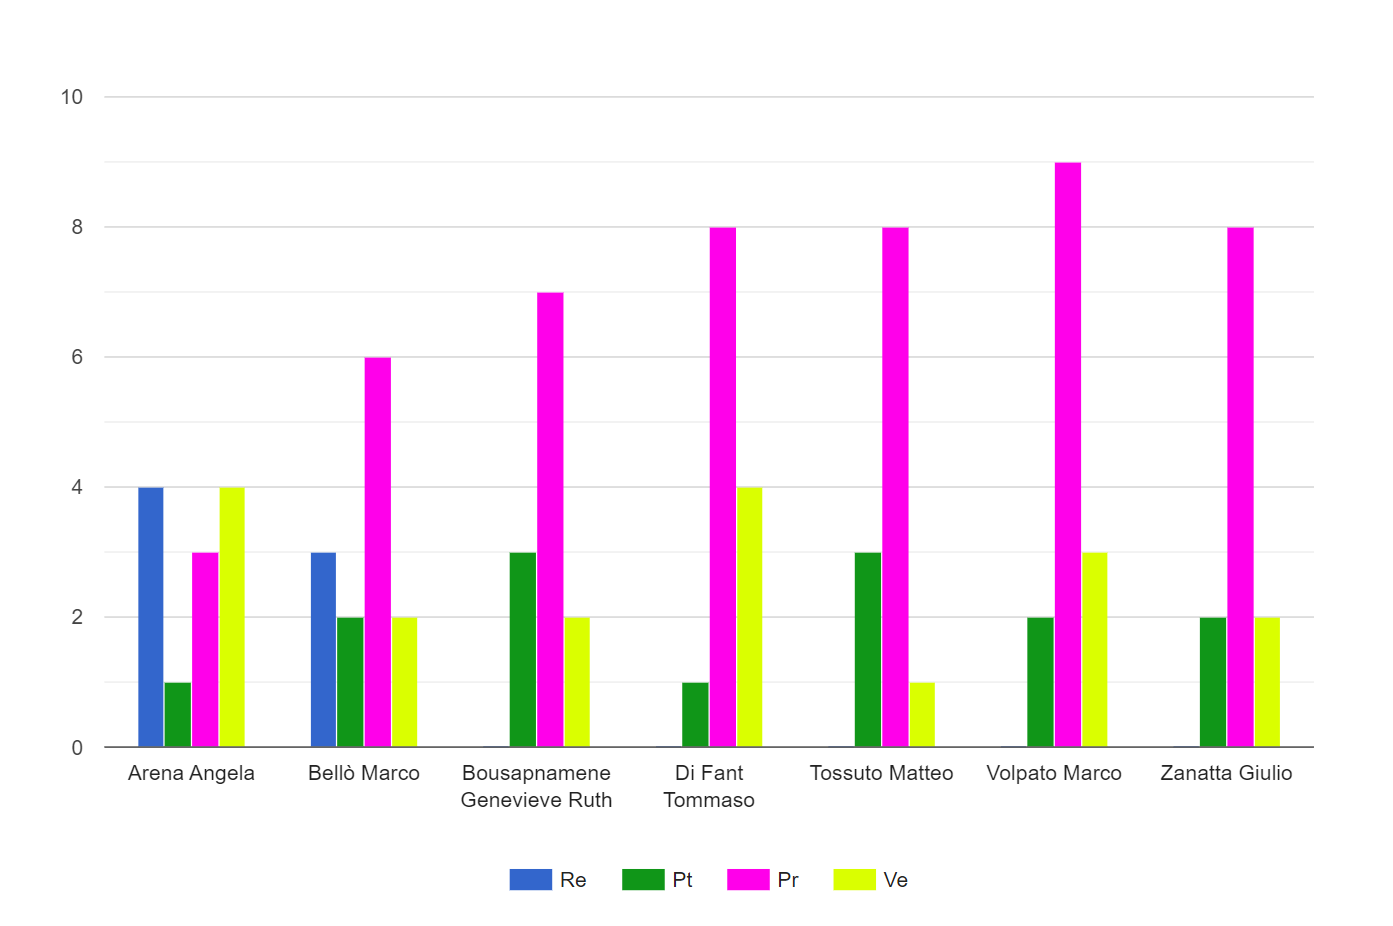 10
8
6
4
2
0
Arena Angela
Bellò Marco
Bousapnamene
Genevieve Ruth
Di Fant
Tommaso
Tossuto Matteo
Volpato Marco
Zanatta Giulio
Re
Pt
Pr
Ve